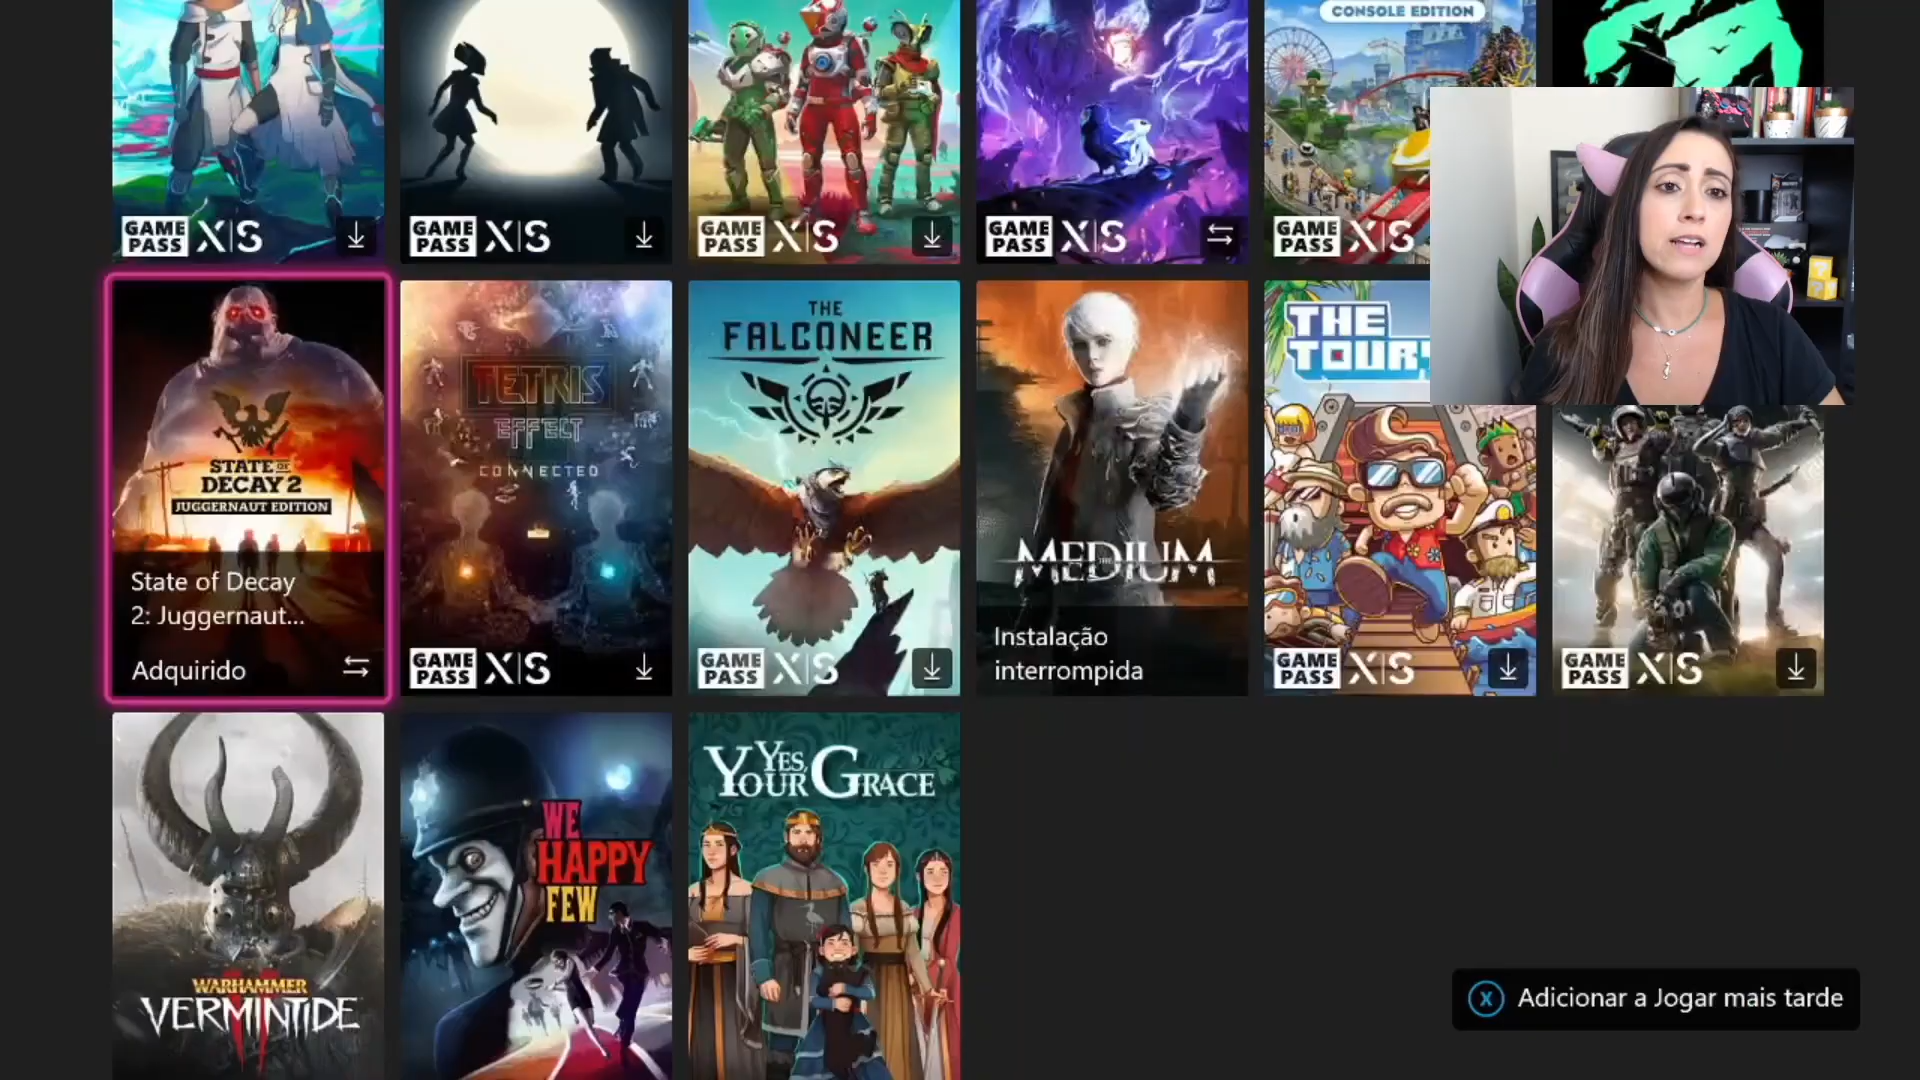 CONSOLE EDITION
GAME PASS X|S
GAME PASS X|S
GAME PASS X|S
GAME PASS X|S
GAME PASS X|S
STATE OF
DECAY 2
JUGGERNAUT EDITION
State of Decay
2: Juggernaut...
Adquirido
TETRIS
EFFECT
CONNECTED
GAME PASS X|S
THE
FALCONEER
GAME PASS X|S
THE MEDIUM
Instalação
interrompida
THE
TOUR
GAME PASS X|S
GAME PASS X|S
WARHAMMER
VERMINTIDE
II
WE
HAPPY
FEW
YES,
YOUR GRACE
X Adicionar a Jogar mais tarde